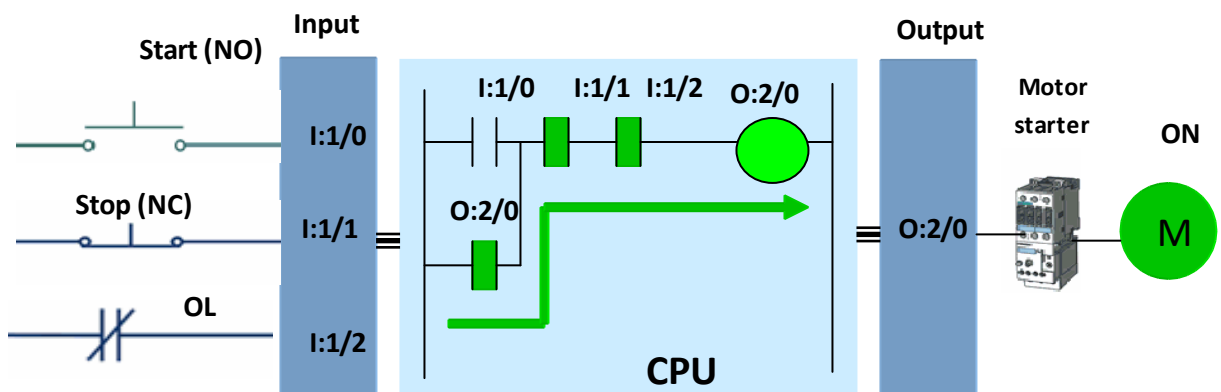 Start (NO)
Input
Output
I:1/0
I:1/1
I:1/2
O:2/0
Motor
starter
ON
I:1/0
Stop (NC)
O:2/0
I:1/1
O:2/0
M
OL
I:1/2
CPU